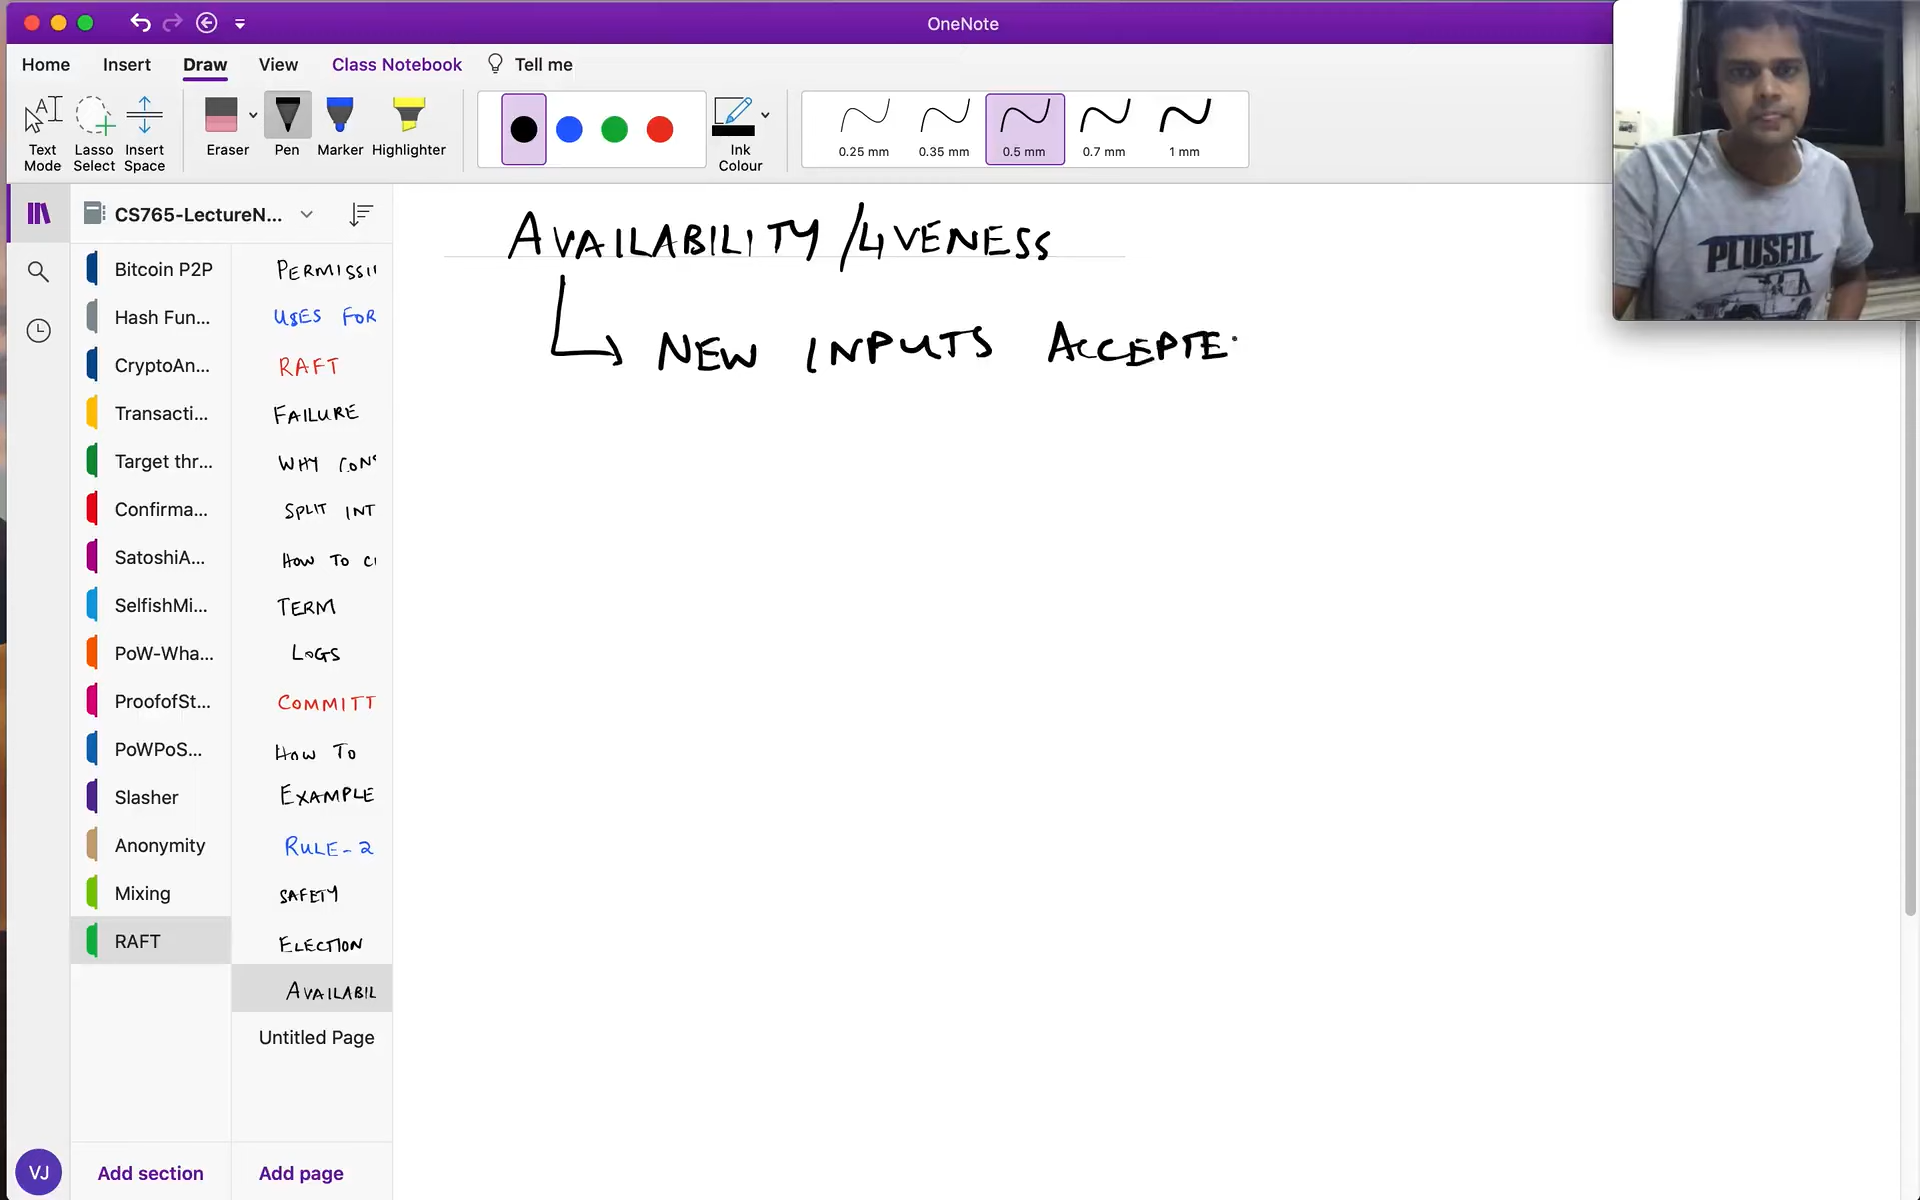 OneNote
Home Insert Draw View Class Notebook Tell me
Text Mode Lasso Select Insert Space Eraser Pen Marker Highlighter Ink Colour 0.25 mm 0.35 mm 0.5 mm 0.7 mm 1 mm
CS765-LectureN...
Bitcoin P2P
Hash Fun...
CryptoAn...
Transacti...
Target thr...
Confirma...
SatoshiA...
SelfishMi...
PoW-Wha...
ProofofSt...
PoWPoS...
Slasher
Anonymity
Mixing
RAFT
Add section
PERMISSI
USES FOR
RAFT
FAILURE
WHY CONS
SPLIT INT
HOW TO C
TERM
LOGS
COMMITT
HOW TO
EXAMPLE
RULE-2
SAFETY
ELECTION
AVAILABIL
Untitled Page
Add page
VJ
AVAILABILITY/LIVENESS
NEW INPUTS ACCEPTE
PLUSFIT